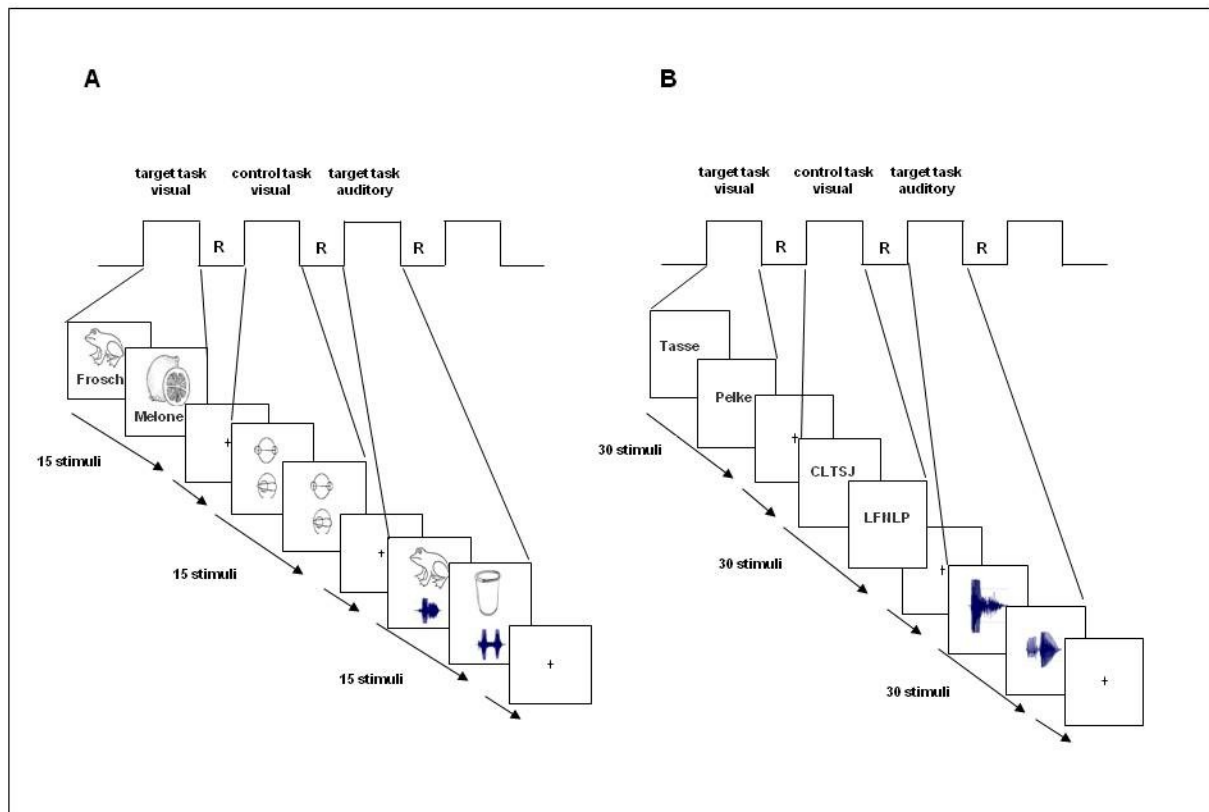 A
target task
visual
control task
visual
target task
auditory
R
R
R
Frosch
Melone
+
+
+
15 stimuli
15 stimuli
15 stimuli
B
target task
visual
control task
visual
target task
auditory
R
R
R
Tasse
Pelke
+
CLTSJ
LFNLP
+
+
30 stimuli
30 stimuli
30 stimuli